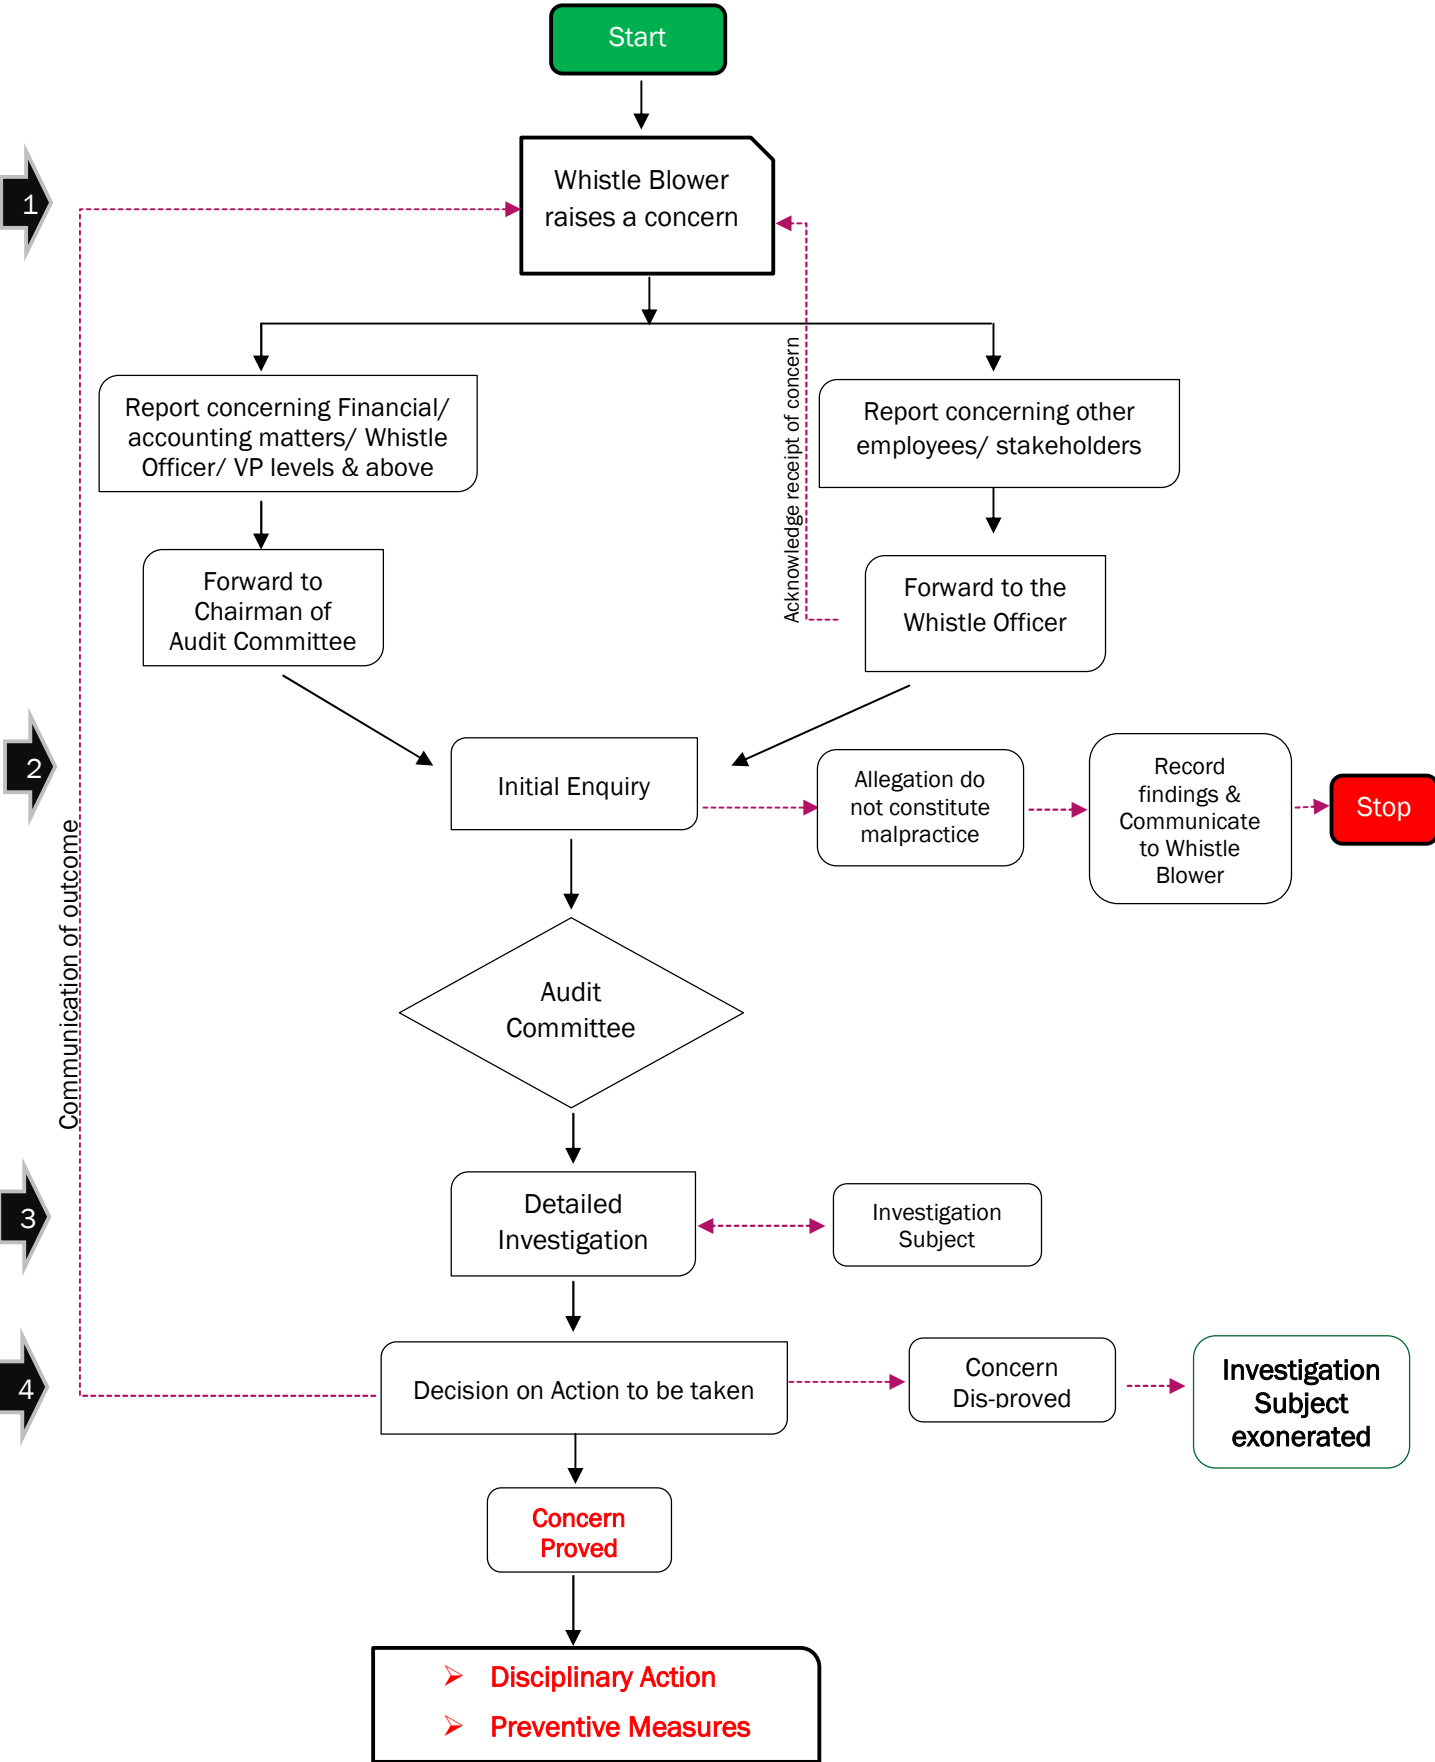 Start
1
Whistle Blower
raises a concern
Acknowledge receipt of concern
Report concerning Financial/
accounting matters/ Whistle
Officer/ VP levels & above
Report concerning other
employees/ stakeholders
Forward to
Chairman of
Audit Committee
Forward to the
Whistle Officer
2
Initial Enquiry
Allegation do
not constitute
malpractice
Record
findings &
Communicate
to Whistle
Blower
Stop
Communication of outcome
Audit
Committee
3
Detailed
Investigation
Investigation
Subject
4
Decision on Action to be taken
Concern
Dis-proved
Investigation
Subject
exonerated
Concern
Proved
➢ Disciplinary Action
➢ Preventive Measures